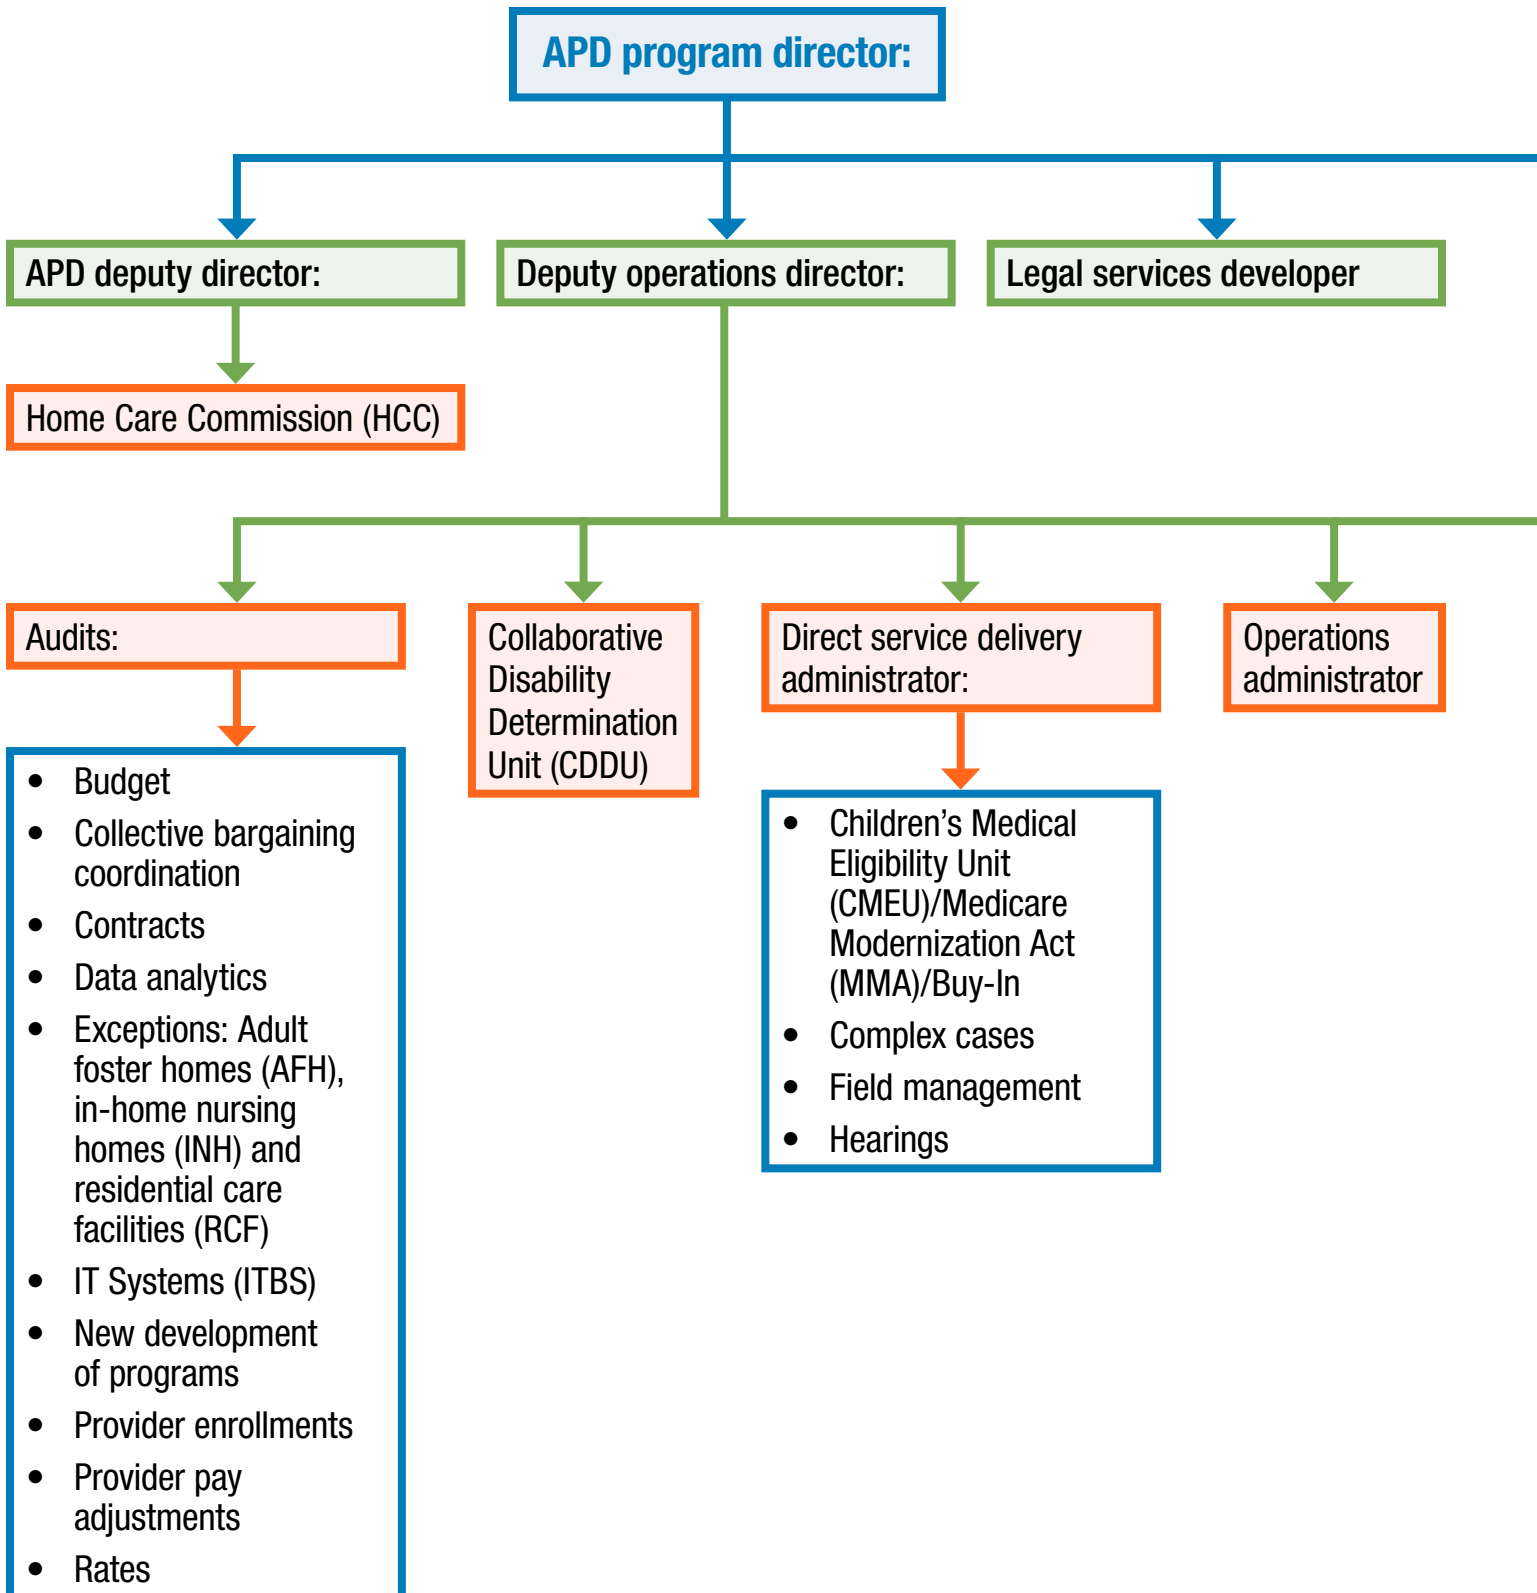 APD program director:
APD deputy director:
Deputy operations director:
Legal services developer
Home Care Commission (HCC)
Audits:
• Budget
• Collective bargaining
coordination
• Contracts
• Data analytics
• Exceptions: Adult
foster homes (AFH),
in-home nursing
homes (INH) and
residential care
facilities (RCF)
• IT Systems (ITBS)
• New development
of programs
• Provider enrollments
• Provider pay
adjustments
• Rates
Collaborative
Disability
Determination
Unit (CDDU)
Direct service delivery
administrator:
• Children’s Medical
Eligibility Unit
(CMEU)/Medicare
Modernization Act
(MMA)/Buy-In
• Complex cases
• Field management
• Hearings
Operations
administrator